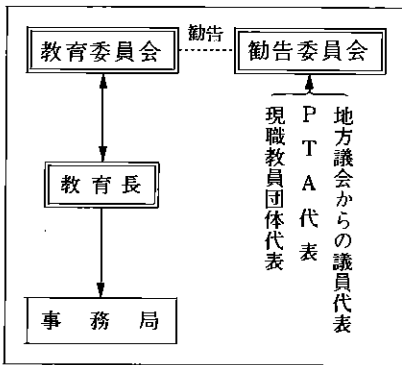 教育委員会
勧告
勧告委員会
地方議会からの議員代表
PTA代表
現職教員団体代表
教育長
事務局